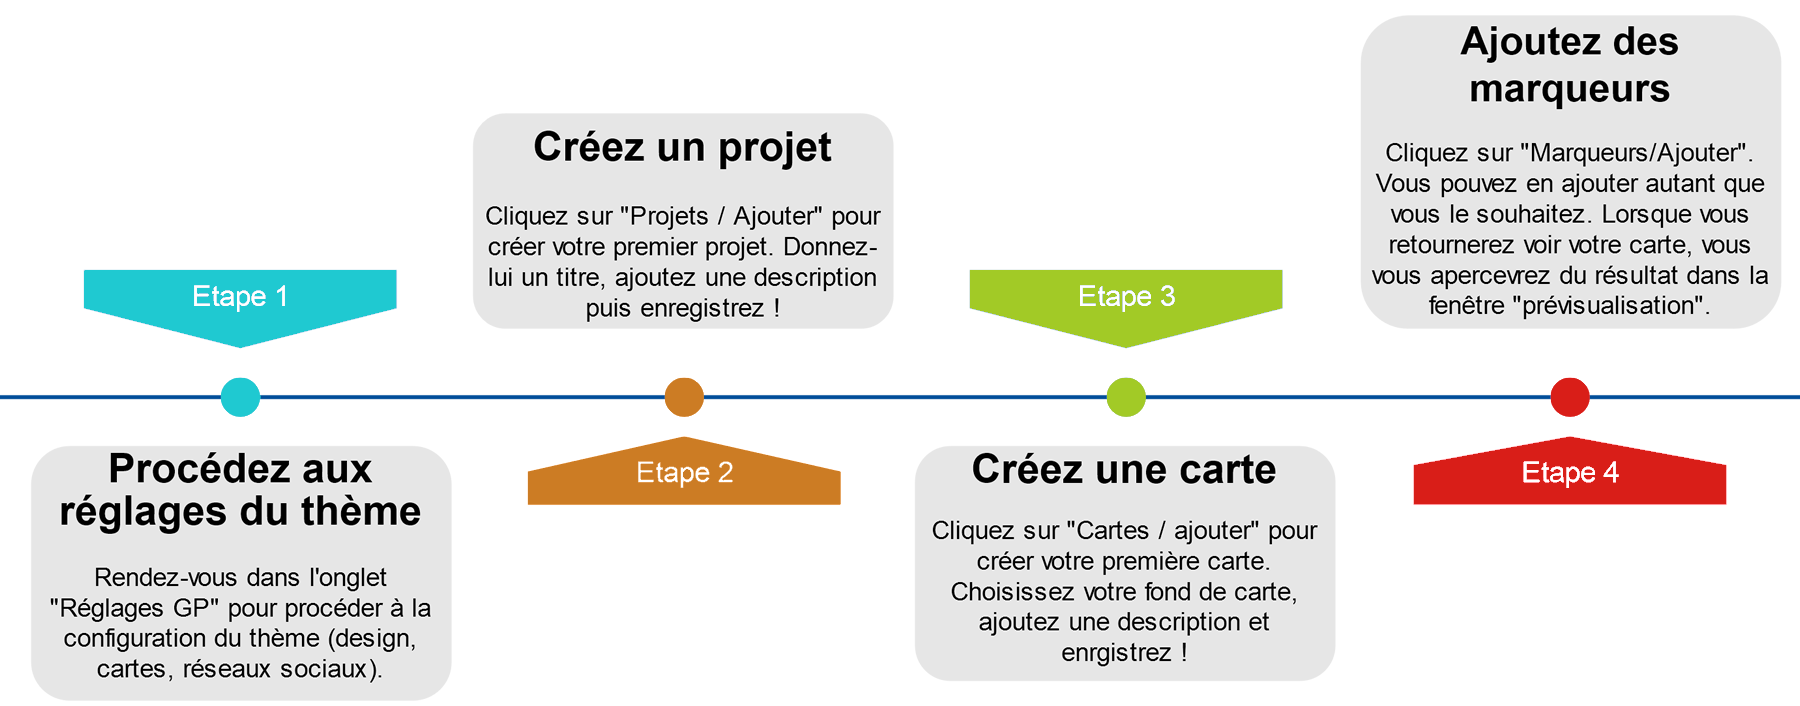 Etape 1
Procédez aux
réglages du thème
Rendez-vous dans l'onglet
"Réglages GP" pour procéder à la
configuration du thème (design,
cartes, réseaux sociaux).
Créez un projet
Cliquez sur "Projets / Ajouter" pour
créer votre premier projet. Donnez-
lui un titre, ajoutez une description
puis enregistrez !
Etape 2
Etape 3
Créez une carte
Cliquez sur "Cartes / ajouter" pour
créer votre première carte.
Choisissez votre fond de carte,
ajoutez une description et
enrgistrez !
Ajoutez des
marqueurs
Cliquez sur "Marqueurs/Ajouter".
Vous pouvez en ajouter autant que
vous le souhaitez. Lorsque vous
retournerez voir votre carte, vous
vous apercevrez du résultat dans la
fenêtre "prévisualisation".
Etape 4